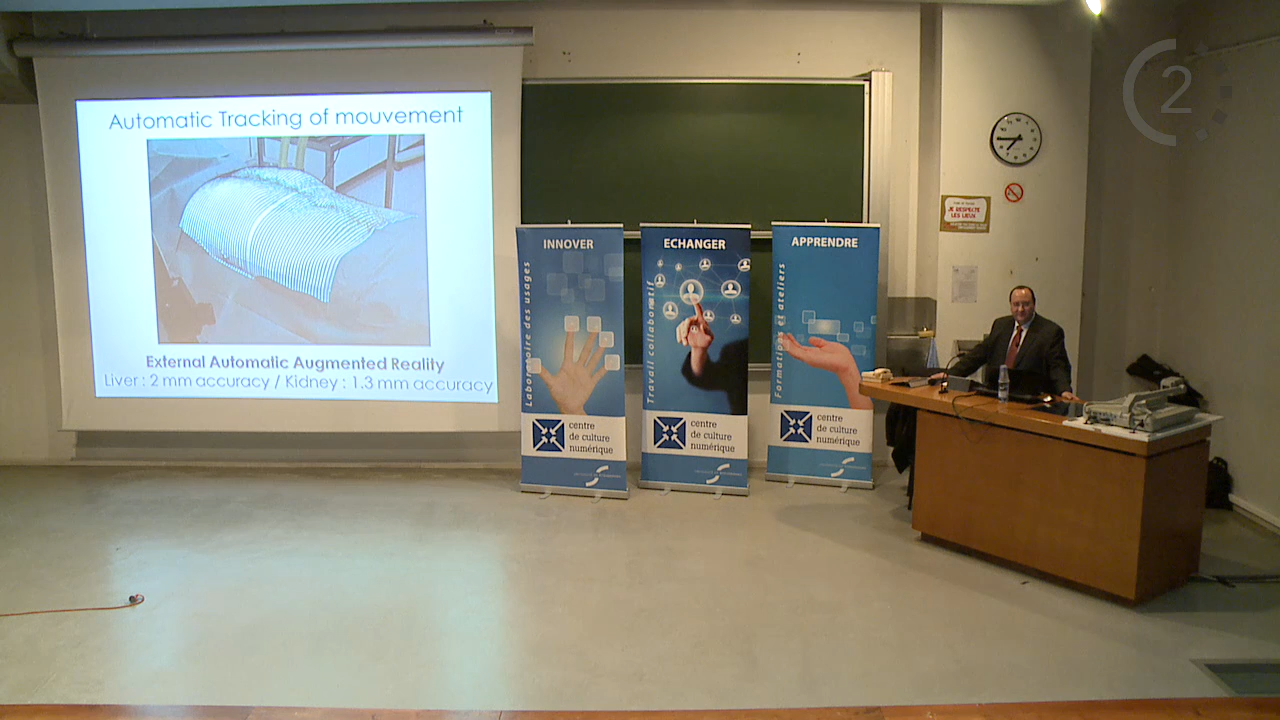 Automatic Tracking of mouvement
External Automatic Augmented Reality
Liver : 2 mm accuracy / Kidney : 1.3 mm accuracy
INNOVER
Laboratoire des usages
centre
de culture
numérique
ECHANGER
Travail collaboratif
centre
de culture
numérique
APPRENDRE
Formations et ateliers
centre
de culture
numérique
JE RESPECTE
LES LIEUX
2